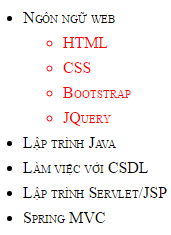 Ngôn ngữ web
HTML
CSS
Bootstrap
JQuery
Lập trình Java
Làm việc với CSDL
Lập trình Servlet/JSP
Spring MVC